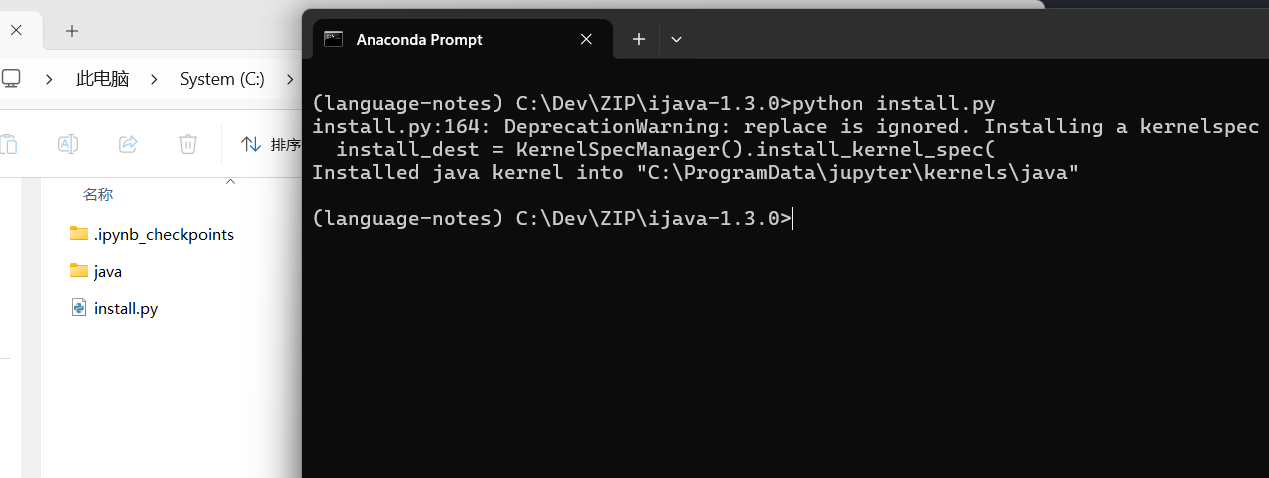 此电脑 > System (C:) >
排序
名称
.ipynb_checkpoints
java
install.py
Anaconda Prompt
(language-notes) C:\Dev\ZIP\ijava-1.3.0>python install.py
install.py:164: DeprecationWarning: replace is ignored. Installing a kernelspec
install_dest = KernelSpecManager().install_kernel_spec(
Installed java kernel into "C:\ProgramData\jupyter\kernels\java"
(language-notes) C:\Dev\ZIP\ijava-1.3.0>